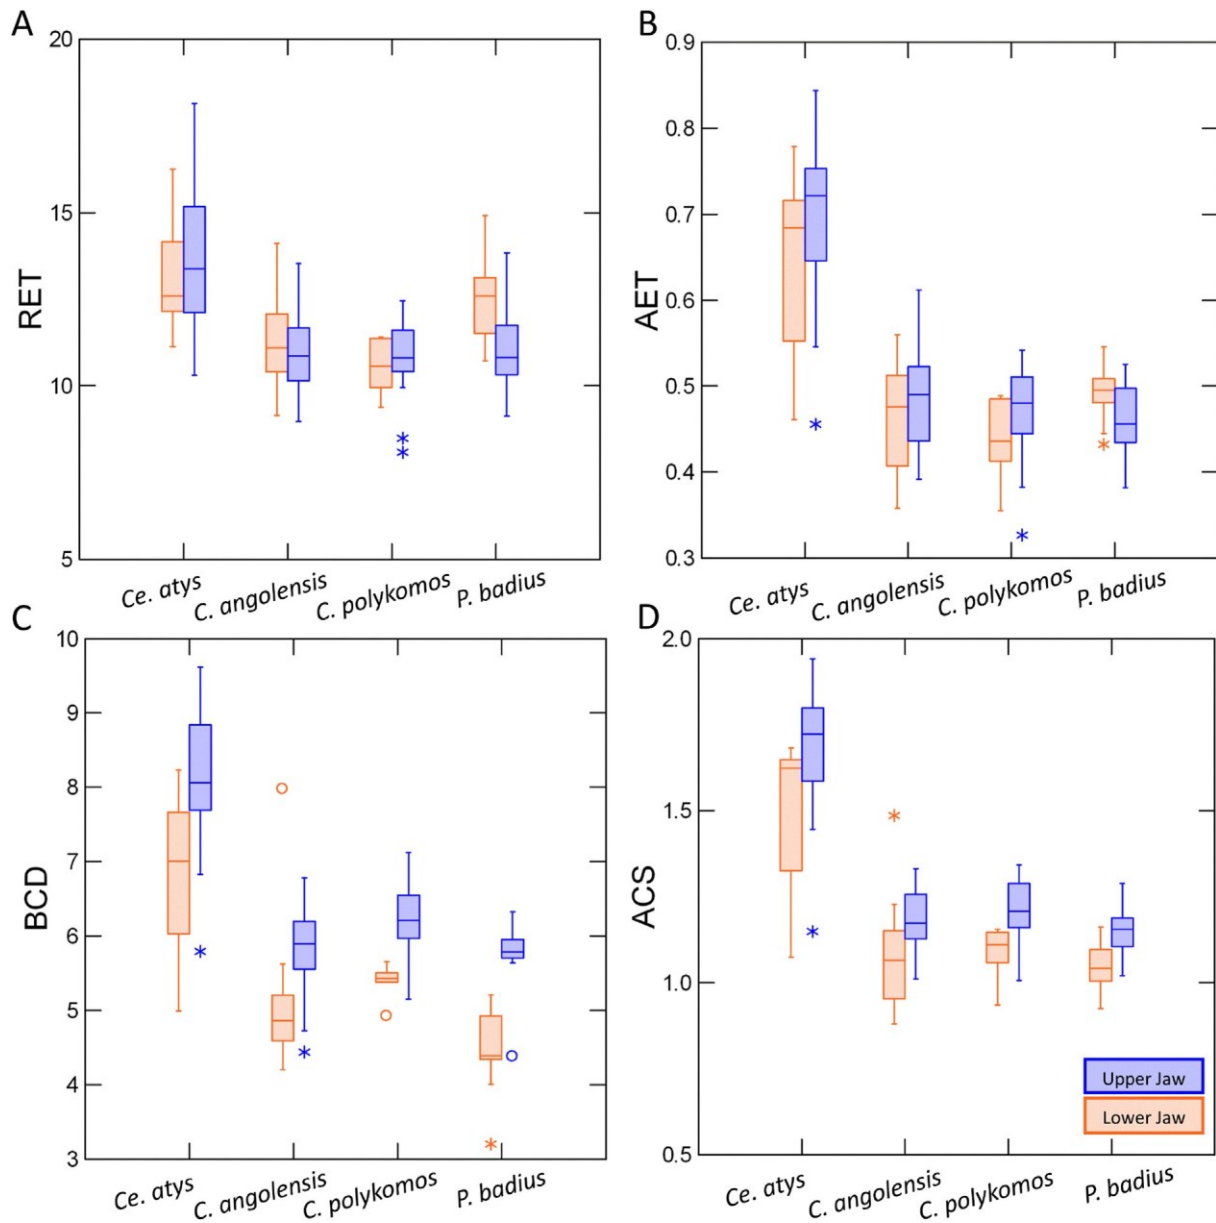 A
20
15
10
5
RET
Ce. atys
C. angolensis
C. polykomos
P. badius
B
0.9
0.8
0.7
0.6
0.5
0.4
0.3
AET
Ce. atys
C. angolensis
C. polykomos
P. badius
C
10
9
8
7
6
5
4
3
BCD
Ce. atys
C. angolensis
C. polykomos
P. badius
D
2.0
1.5
1.0
0.5
ACS
Upper Jaw
Lower Jaw
Ce. atys
C. angolensis
C. polykomos
P. badius